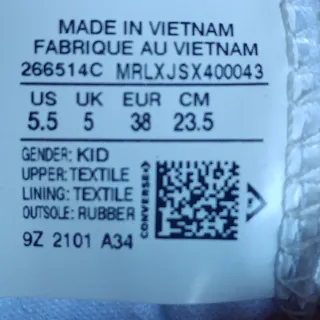 MADE IN VIETNAM
FABRIQUE AU VIETNAM
266514C MRLXJSX400043
US UK EUR CM
5.5 5 38 23.5
GENDER: KID
UPPER: TEXTILE
LINING: TEXTILE
OUTSOLE: RUBBER
CONVERSE
9Z 2101 A34